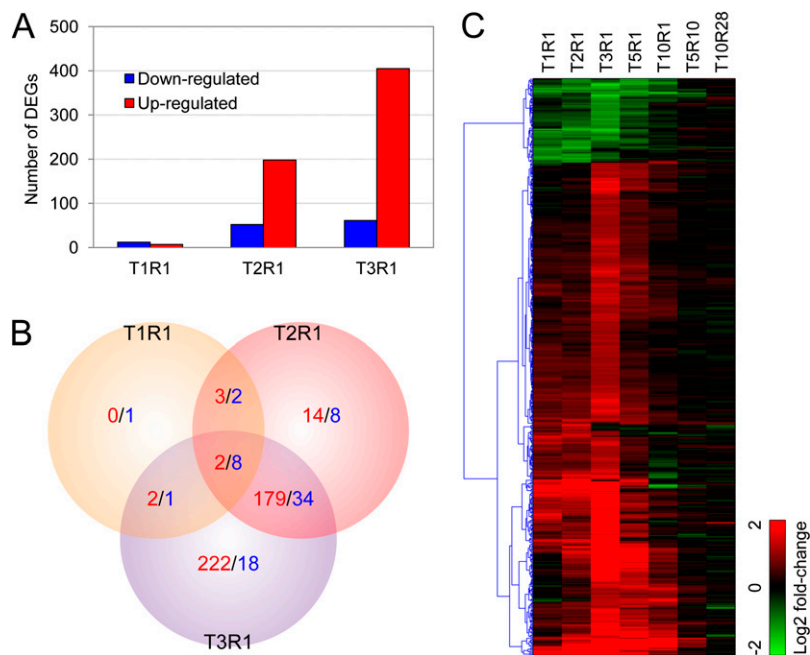 A
Number of DEGs
500
400
300
200
100
0
Down-regulated
Up-regulated
T1R1
T2R1
T3R1
B
T1R1
T2R1
3/2
0/1
14/8
2/8
2/1
179/34
222/18
T3R1
C
T1R1
T2R1
T3R1
T5R1
T10R1
T5R10
T10R28
2
0
-2
Log2 fold-change